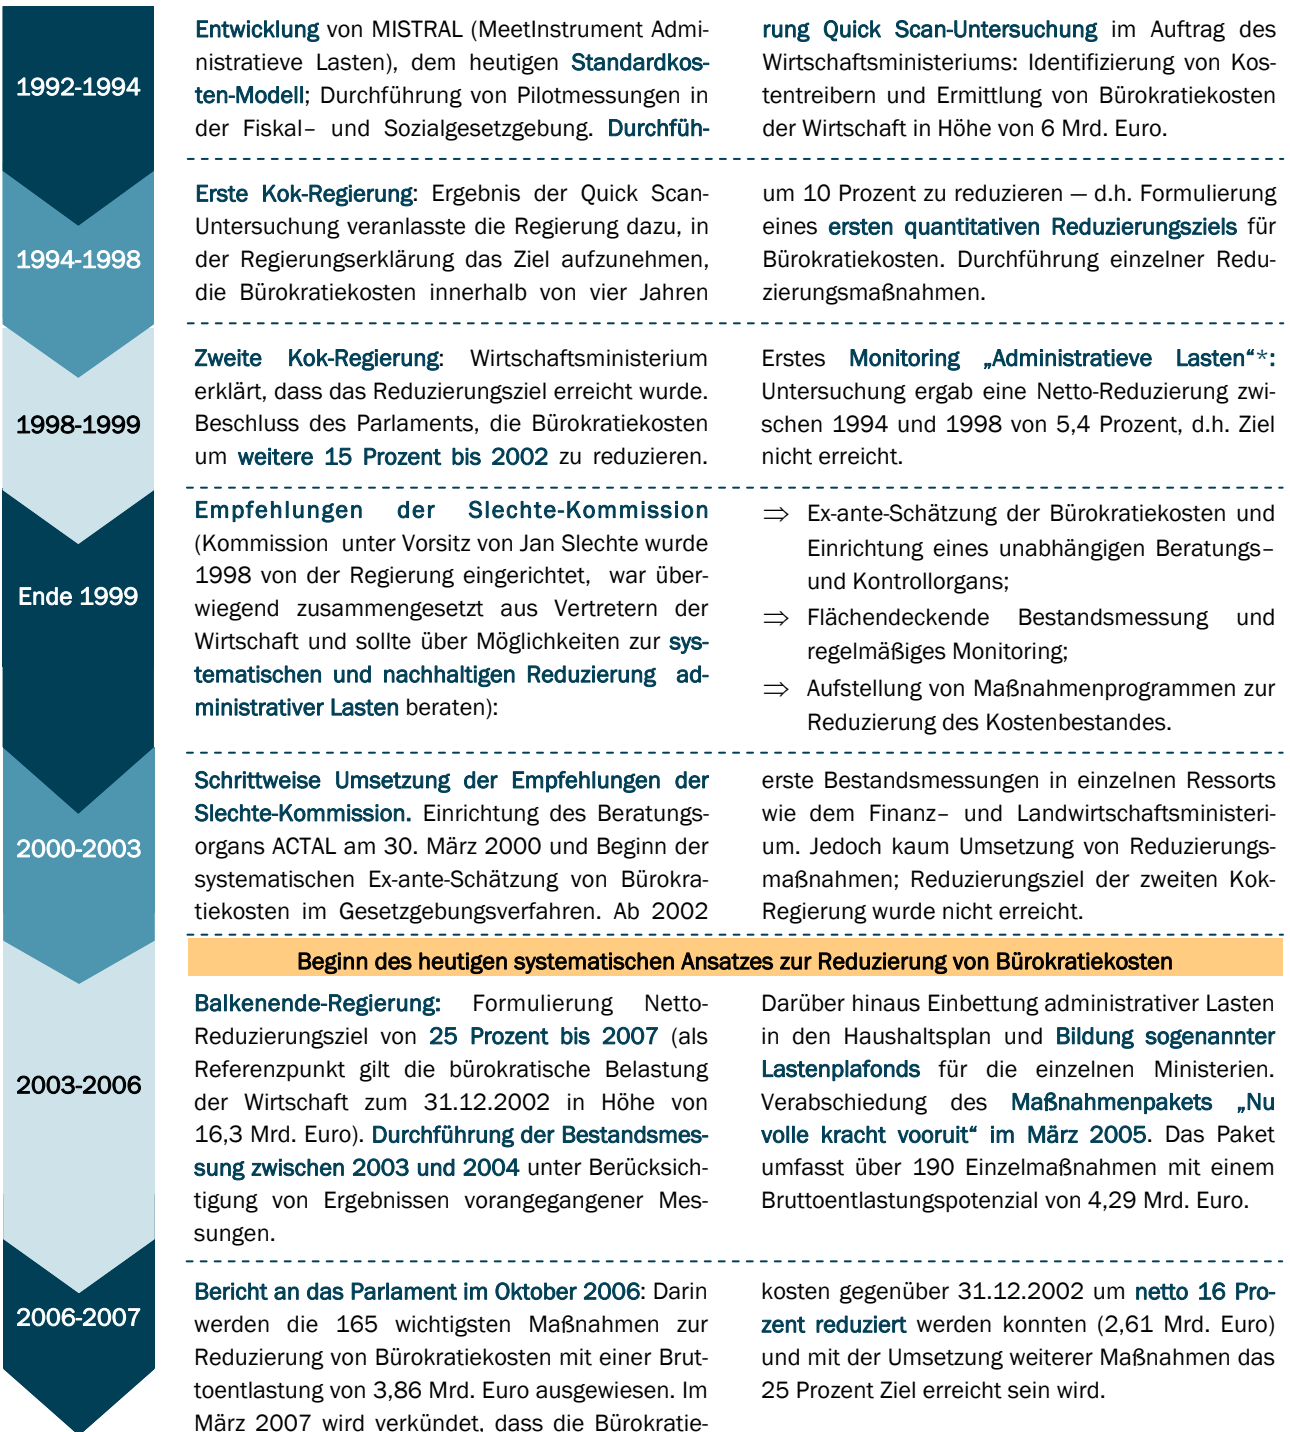 1992-1994
Entwicklung von MISTRAL (MeetInstrument Admi-
nistratieve Lasten), dem heutigen Standardkos-
ten-Modell; Durchführung von Pilotmessungen in
der Fiskal– und Sozialgesetzgebung. Durchfüh-
rung Quick Scan-Untersuchung im Auftrag des
Wirtschaftsministeriums: Identifizierung von Kos-
tentreibern und Ermittlung von Bürokratiekosten
der Wirtschaft in Höhe von 6 Mrd. Euro.
1994-1998
Erste Kok-Regierung: Ergebnis der Quick Scan-
Untersuchung veranlasste die Regierung dazu, in
der Regierungserklärung das Ziel aufzunehmen,
die Bürokratiekosten innerhalb von vier Jahren
um 10 Prozent zu reduzieren — d.h. Formulierung
eines ersten quantitativen Reduzierungsziels für
Bürokratiekosten. Durchführung einzelner Redu-
zierungsmaßnahmen.
1998-1999
Zweite Kok-Regierung: Wirtschaftsministerium
erklärt, dass das Reduzierungsziel erreicht wurde.
Beschluss des Parlaments, die Bürokratiekosten
um weitere 15 Prozent bis 2002 zu reduzieren.
Erstes Monitoring „Administratieve Lasten“*:
Untersuchung ergab eine Netto-Reduzierung zwi-
schen 1994 und 1998 von 5,4 Prozent, d.h. Ziel
nicht erreicht.
Ende 1999
Empfehlungen der Slechte-Kommission
(Kommission unter Vorsitz von Jan Slechte wurde
1998 von der Regierung eingerichtet, war über-
wiegend zusammengesetzt aus Vertretern der
Wirtschaft und sollte über Möglichkeiten zur sys-
tematischen und nachhaltigen Reduzierung ad-
ministrativer Lasten beraten):
⇒ Ex-ante-Schätzung der Bürokratiekosten und
Einrichtung eines unabhängigen Beratungs–
und Kontrollorgans;
⇒ Flächendeckende Bestandsmessung und
regelmäßiges Monitoring;
⇒ Aufstellung von Maßnahmenprogrammen zur
Reduzierung des Kostenbestandes.
2000-2003
Schrittweise Umsetzung der Empfehlungen der
Slechte-Kommission. Einrichtung des Beratungs-
organs ACTAL am 30. März 2000 und Beginn der
systematischen Ex-ante-Schätzung von Bürokra-
tiekosten im Gesetzgebungsverfahren. Ab 2002
erste Bestandsmessungen in einzelnen Ressorts
wie dem Finanz– und Landwirtschaftsministeri-
um. Jedoch kaum Umsetzung von Reduzierungs-
maßnahmen; Reduzierungsziel der zweiten Kok-
Regierung wurde nicht erreicht.
Beginn des heutigen systematischen Ansatzes zur Reduzierung von Bürokratiekosten
2003-2006
Balkenende-Regierung: Formulierung Netto-
Reduzierungsziel von 25 Prozent bis 2007 (als
Referenzpunkt gilt die bürokratische Belastung
der Wirtschaft zum 31.12.2002 in Höhe von
16,3 Mrd. Euro). Durchführung der Bestandsmes-
sung zwischen 2003 und 2004 unter Berücksich-
tigung von Ergebnissen vorangegangener Mes-
sungen.
Darüber hinaus Einbettung administrativer Lasten
in den Haushaltsplan und Bildung sogenannter
Lastenplafonds für die einzelnen Ministerien.
Verabschiedung des Maßnahmenpakets „Nu
volle kracht vooruit“ im März 2005. Das Paket
umfasst über 190 Einzelmaßnahmen mit einem
Bruttoentlastungspotenzial von 4,29 Mrd. Euro.
2006-2007
Bericht an das Parlament im Oktober 2006: Darin
werden die 165 wichtigsten Maßnahmen zur
Reduzierung von Bürokratiekosten mit einer Brut-
toentlastung von 3,86 Mrd. Euro ausgewiesen. Im
März 2007 wird verkündet, dass die Bürokratie-
kosten gegenüber 31.12.2002 um netto 16 Pro-
zent reduziert werden konnten (2,61 Mrd. Euro)
und mit der Umsetzung weiterer Maßnahmen das
25 Prozent Ziel erreicht sein wird.